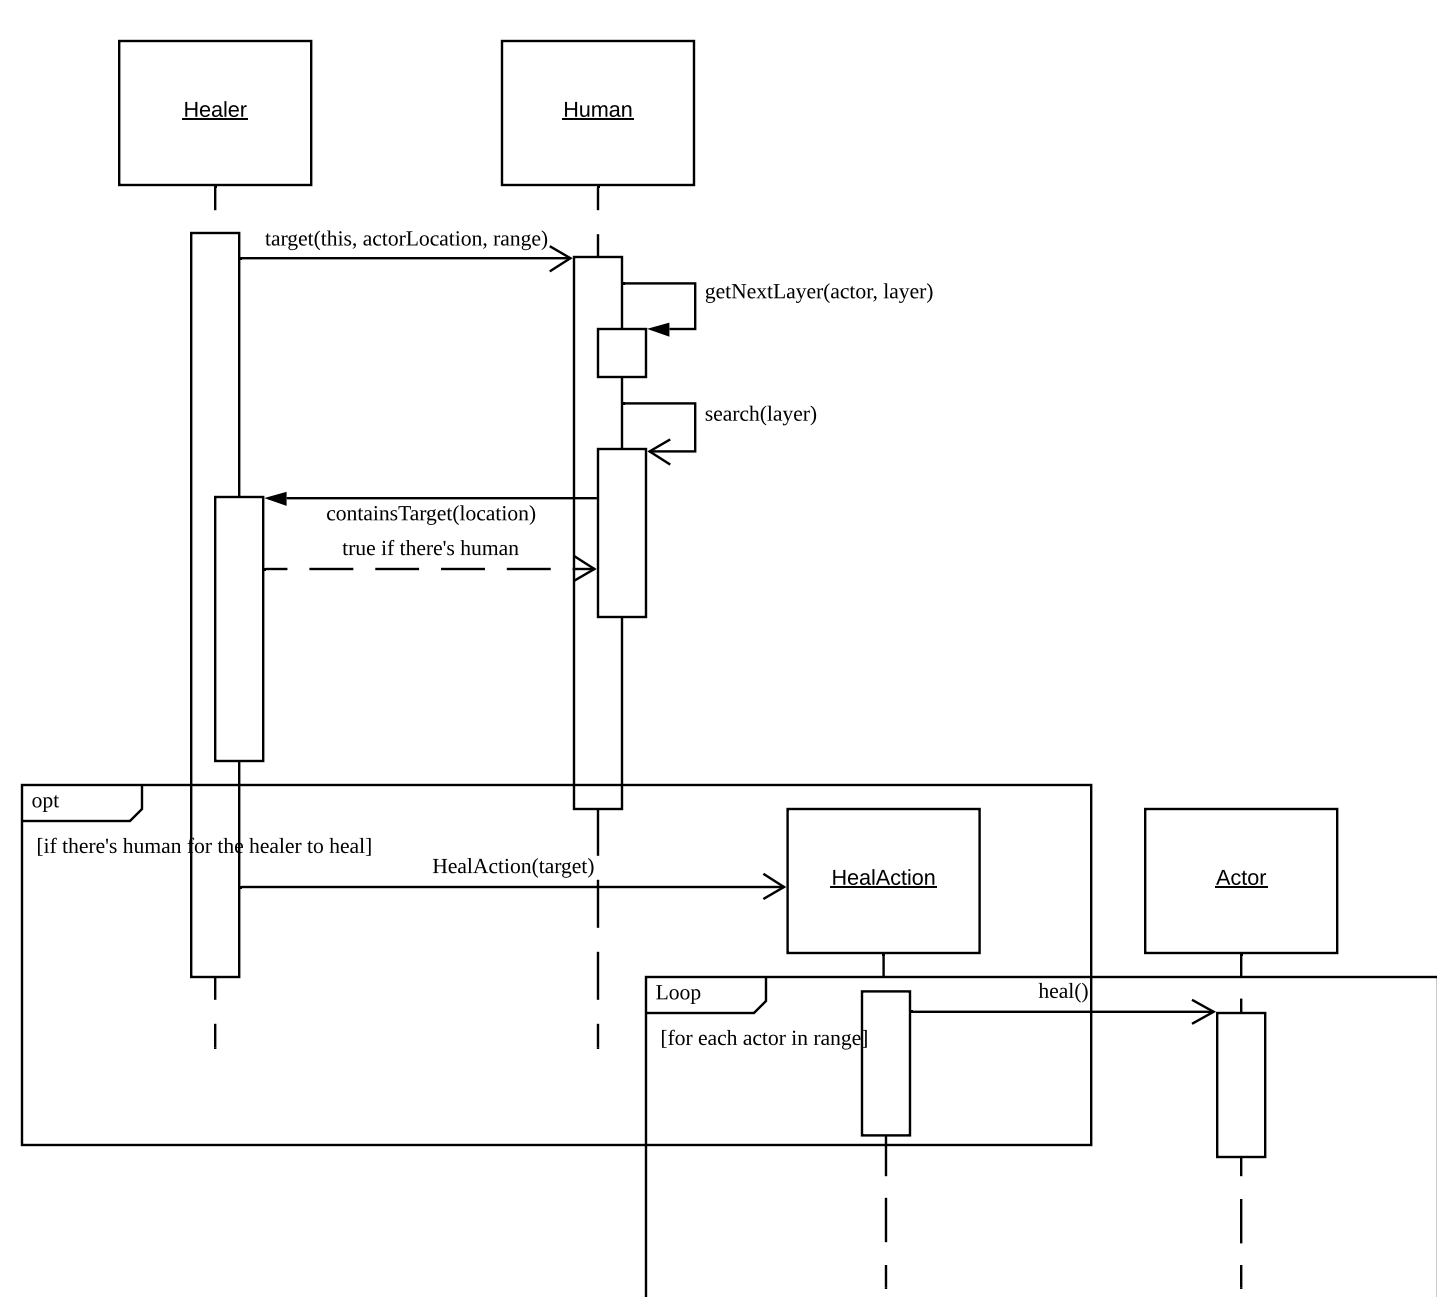 Healer
Human
target(this, actorLocation, range)
getNextLayer(actor, layer)
search(layer)
containsTarget(location)
true if there's human
opt
[if there's human for the healer to heal]
HealAction(target)
HealAction
Actor
Loop
heal()
[for each actor in range]